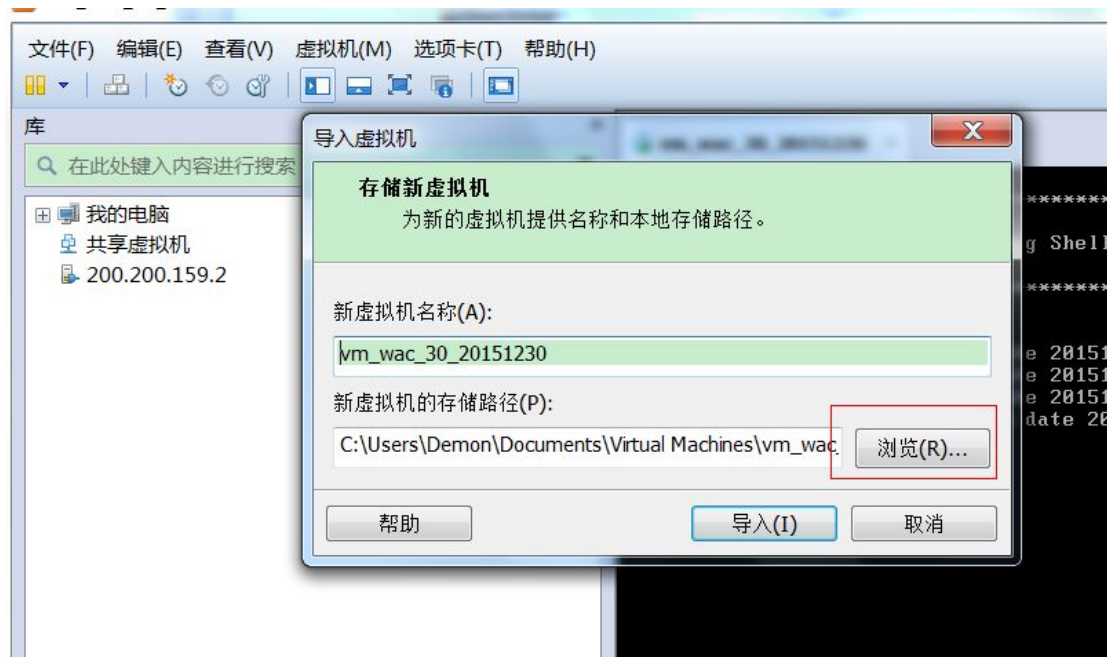 文件(F) 编辑(E) 查看(V) 虚拟机(M) 选项卡(T) 帮助(H)
库
在此处键入内容进行搜索
我的电脑
共享虚拟机
200.200.159.2
导入虚拟机
存储新虚拟机
为新的虚拟机提供名称和本地存储路径。
新虚拟机名称(A):
vm_wac_30_20151230
新虚拟机的存储路径(P):
C:\Users\Demon\Documents\Virtual Machines\vm_wac_
浏览(R)...
帮助 导入(I) 取消
*******
g Shell
*******
e 20151
e 20151
e 20151
date 20